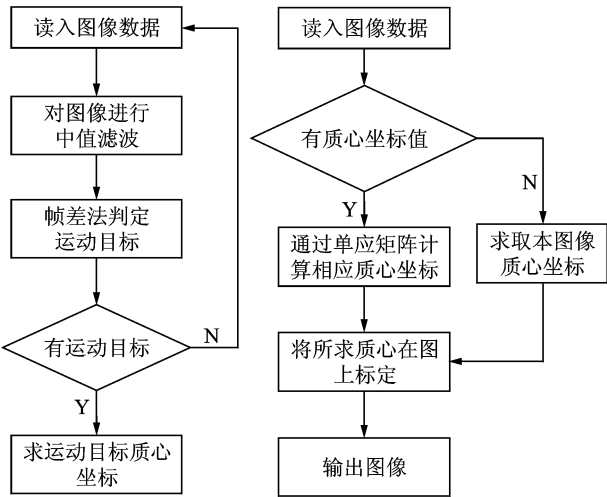 读入图像数据
对图像进行
中值滤波
帧差法判定
运动目标
有运动目标
N
Y
求运动目标质心
坐标
读入图像数据
有质心坐标值
N
Y
通过单应矩阵计
算相应质心坐标
求取本图像
质心坐标
将所求质心在图
上标定
输出图像